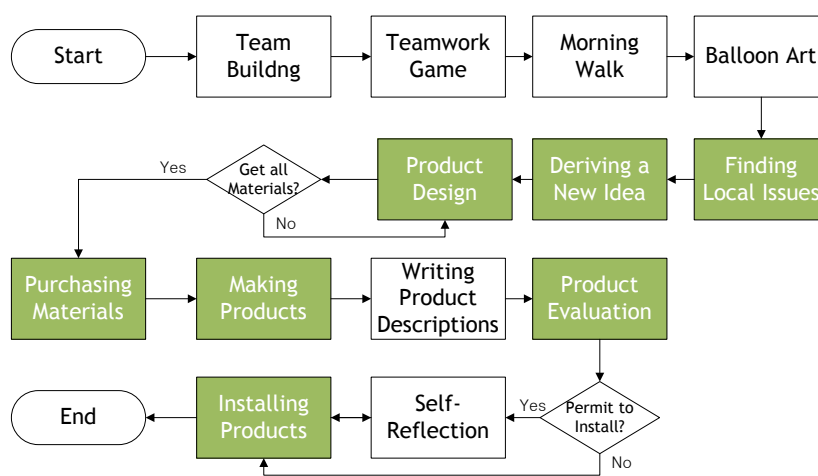 Start
Team
Buildng
Teamwork
Game
Morning
Walk
Balloon Art
Finding
Local Issues
Deriving a
New Idea
Product
Design
Get all
Materials?
Yes
No
Purchasing
Materials
Making
Products
Writing
Product
Descriptions
Product
Evaluation
Permit to
Install?
Yes
No
Self-
Reflection
Installing
Products
End